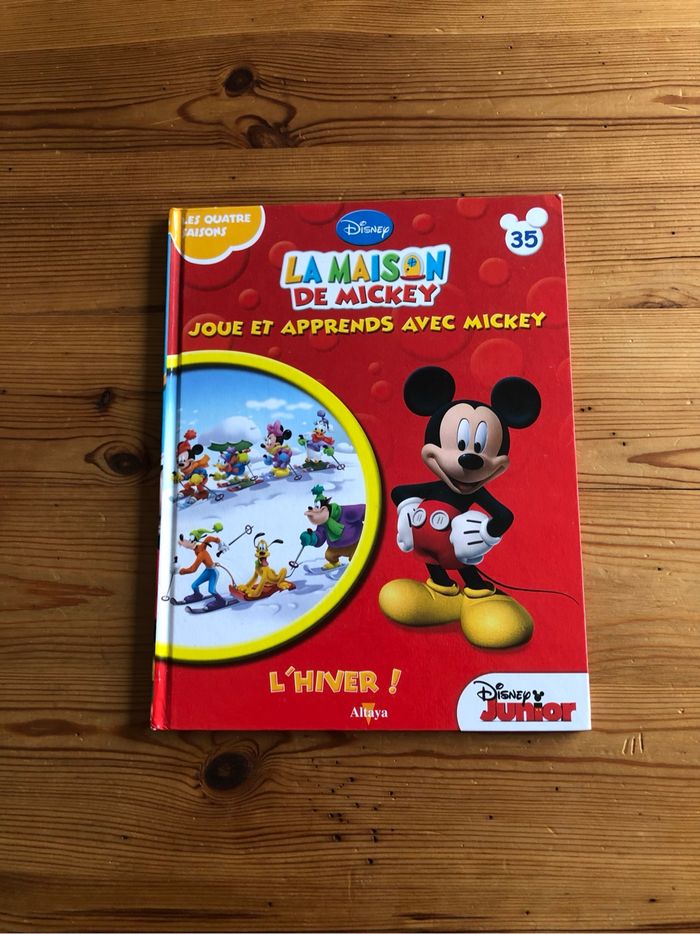 LES QUATRE
SAISONS
Disney
35
LA MAISON
DE MICKEY
JOUE ET APPRENDS AVEC MICKEY
L'HIVER !
Altaya
Disney
Junior